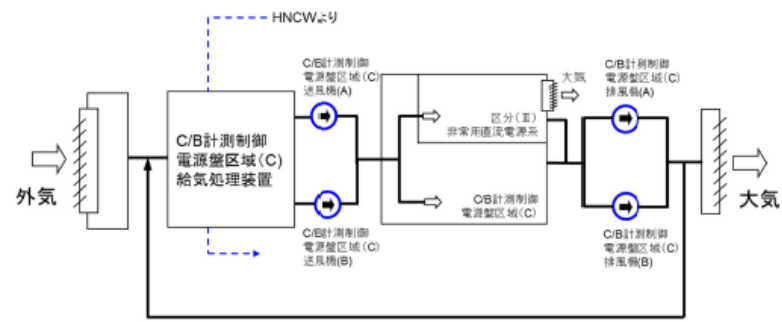 HNCWより
C/B計測制御
電源盤区域(C)
送風機(A)
大気
C/B計測制御
電源盤区域(C)
排風機(A)
区分(Ⅲ)
非常用直流電源系
C/B計測制御
電源盤区域(C)
給気処理装置
外気
大気
C/B計測制御
電源盤区域(C)
C/B計測制御
電源盤区域(C)
送風機(B)
C/B計測制御
電源盤区域(C)
排風機(B)